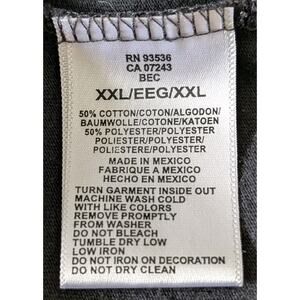 RN 93536
CA 07243
BEC
XXL/EEG/XXL
50% COTTON/COTON/ALGODON/
BAUMWOLLE/COTONE/KATOEN
50% POLYESTER/POLYESTER
POLIESTER/POLYESTER/
POLIESTERE/POLYESTER
MADE IN MEXICO
FABRIQUE A MEXICO
HECHO EN MEXICO
TURN GARMENT INSIDE OUT
MACHINE WASH COLD
WITH LIKE COLORS
REMOVE PROMPTLY
FROM WASHER
DO NOT BLEACH
TUMBLE DRY LOW
LOW IRON
DO NOT IRON ON DECORATION
DO NOT DRY CLEAN